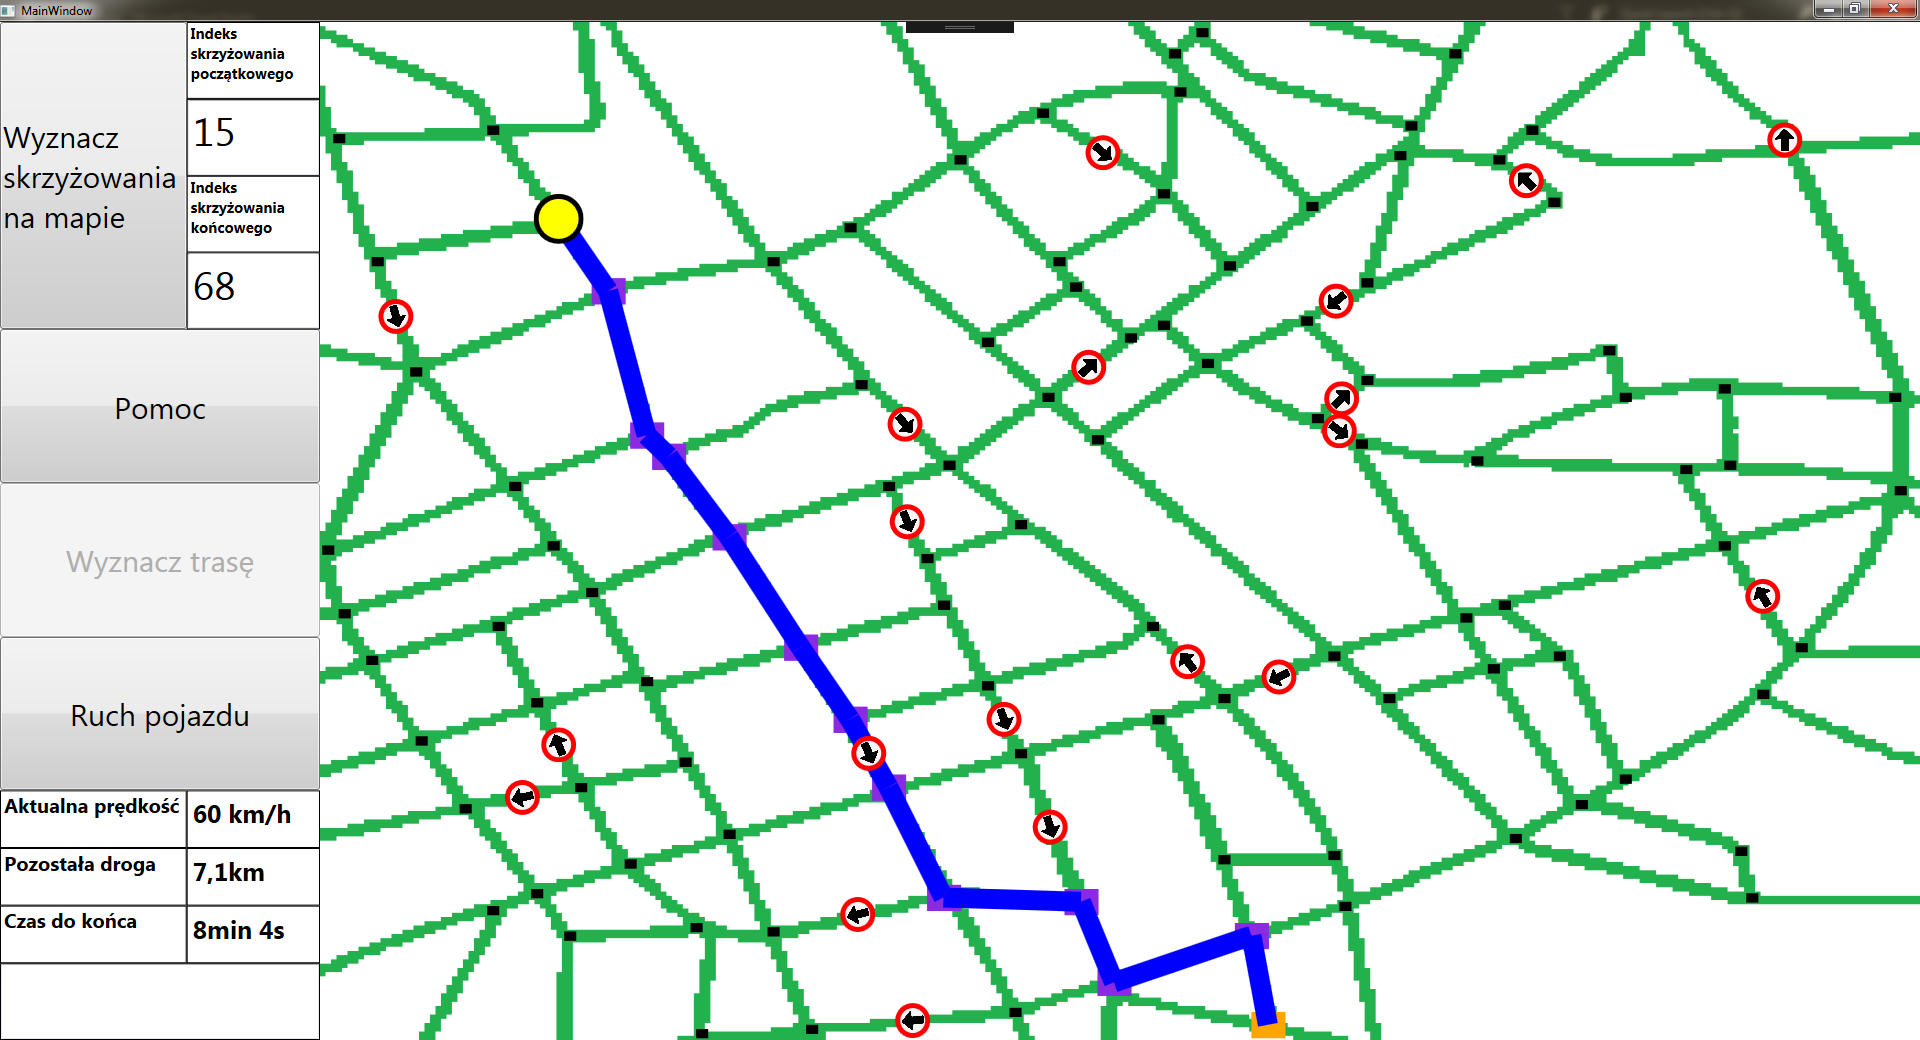 MainWindow
Wyznacz
skrzyżowania
na mapie
Indeks
skrzyżowania
początkowego
15
Indeks
skrzyżowania
końcowego
68
Pomoc
Wyznacz trasę
Ruch pojazdu
Aktualna prędkość
60 km/h
Pozostała droga
7,1km
Czas do końca
8min 4s